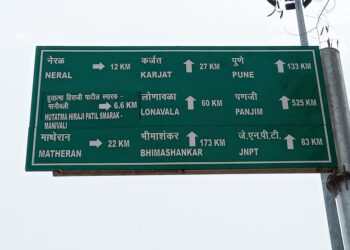 नेरळ → 12 KM
NERAL
कर्जत ↑ 27 KM
KARJAT
पुणे ↑ 133 KM
PUNE
हुतात्मा हिराजी पाटील स्मारक -
मानीवली → 6.6 KM
HUTATMA HIRAJI PATIL SMARAK -
MANIVALI
लोणावळा ↑ 60 KM
LONAVALA
पणजी ↑ 525 KM
PANJIM
माथेरान → 22 KM
MATHERAN
भीमाशंकर ↑ 173 KM
BHIMASHANKAR
जे.एन.पी.टी. ↑ 83 KM
JNPT